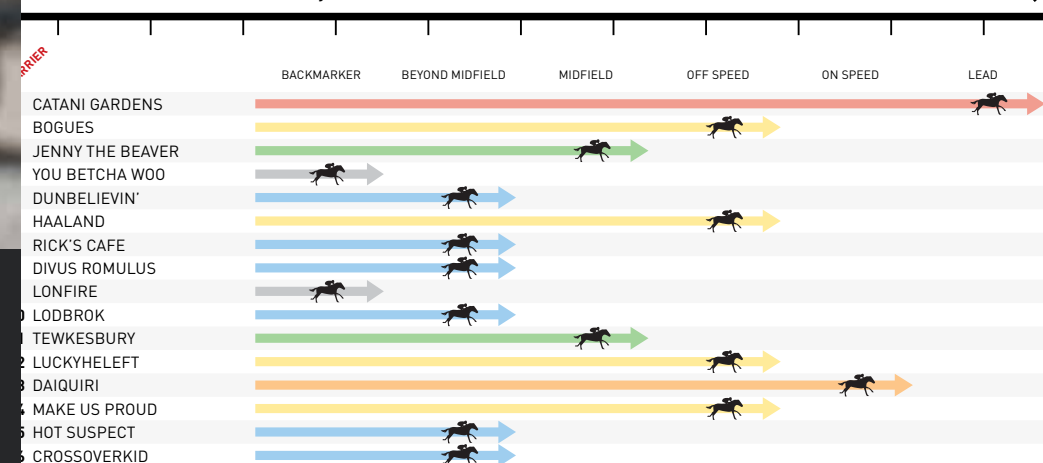 BACKMARKER BEYOND MIDFIELD MIDFIELD OFF SPEED ON SPEED LEAD
CATANI GARDENS
BOGUES
JENNY THE BEAVER
YOU BETCHA WOO
DUNBELIEVIN'
HAALAND
RICK'S CAFE
DIVUS ROMULUS
LONFIRE
LODBROK
TEWKESBURY
LUCKYHELEFT
DAIQUIRI
MAKE US PROUD
HOT SUSPECT
CROSSOVERKID